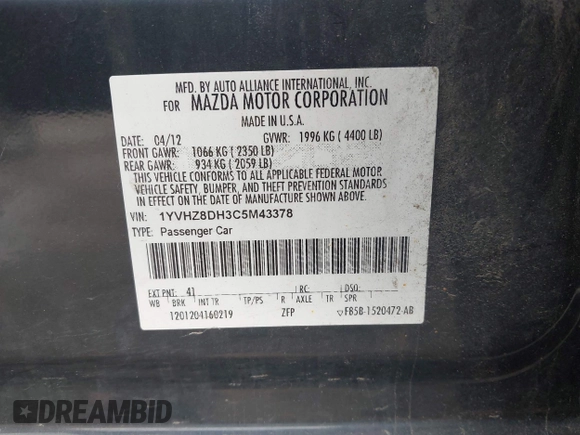 MFD. BY AUTO ALLIANCE INTERNATIONAL, INC.
FOR MAZDA MOTOR CORPORATION
MADE IN U.S.A.
DATE: 04/12 GVWR: 1996 KG ( 4400 LB)
FRONT GAWR: 1066 KG ( 2350 LB)
REAR GAWR: 934 KG ( 2059 LB)
THIS VEHICLE CONFORMS TO ALL APPLICABLE FEDERAL MOTOR
VEHICLE SAFETY, BUMPER, AND THEFT PREVENTION STANDARDS
IN EFFECT ON THE DATE OF MANUFACTURE SHOWN ABOVE.
VIN: 1YVHZ8DH3C5M43378
TYPE: Passenger Car
EXT PNT: 41 RC: DSO:
WB BRK INT TR TP/PS R AXLE TR SPR
1201204160219 ZFP FB5B-1520472-AB
DREAMBID